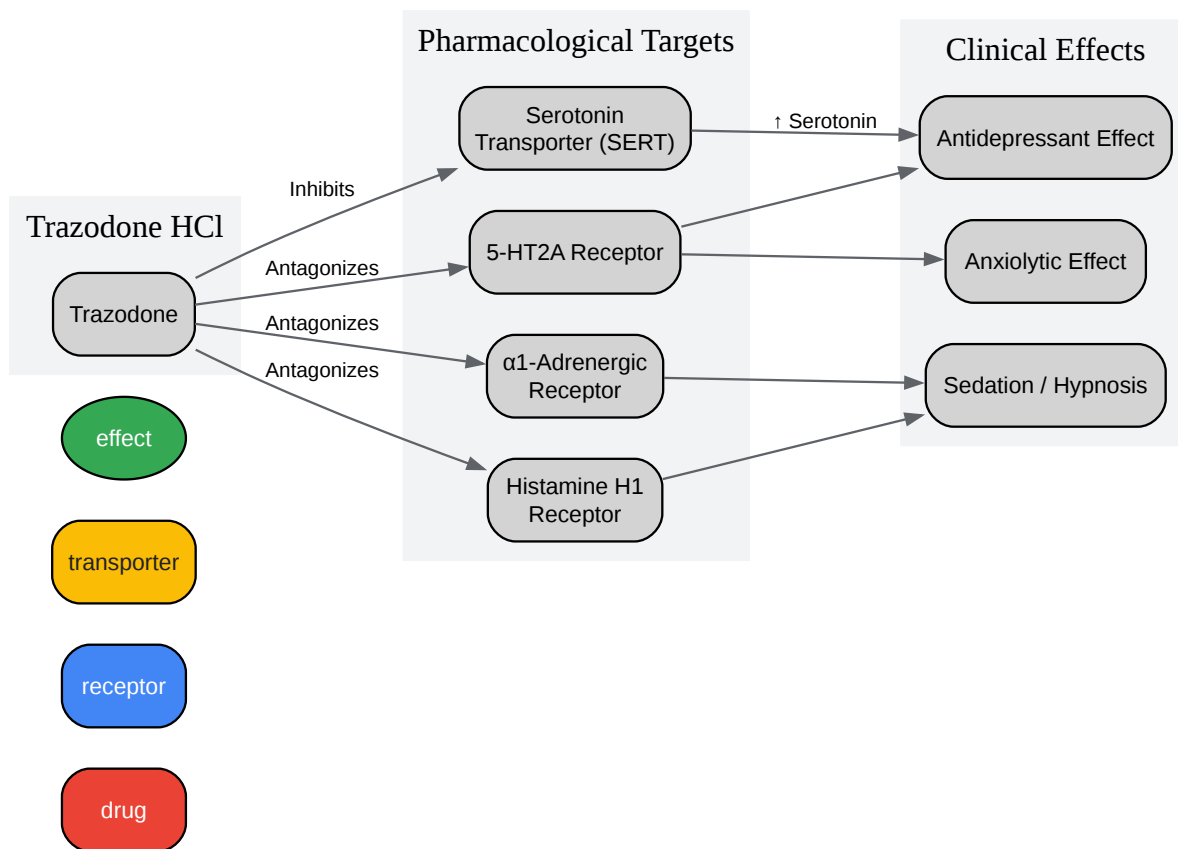 Pharmacological Targets
Clinical Effects
Serotonin
Transporter (SERT)
↑ Serotonin
Antidepressant Effect
Inhibits
Trazodone HCl
5-HT2A Receptor
Anxiolytic Effect
Antagonizes
Trazodone
Antagonizes
α1-Adrenergic
Receptor
Sedation / Hypnosis
Antagonizes
Histamine H1
Receptor
effect
transporter
receptor
drug